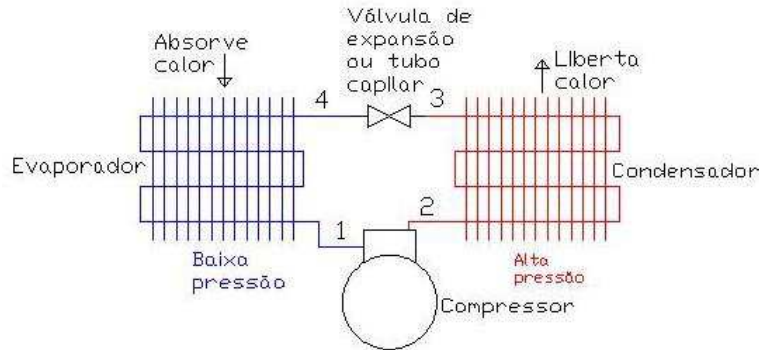 Absorve
calor
Válvula de
expansão
ou tubo
capilar
LIberta
calor
4
3
Evaporador
Condensador
1
2
Baixa
pressão
Alta
pressão
Compressor